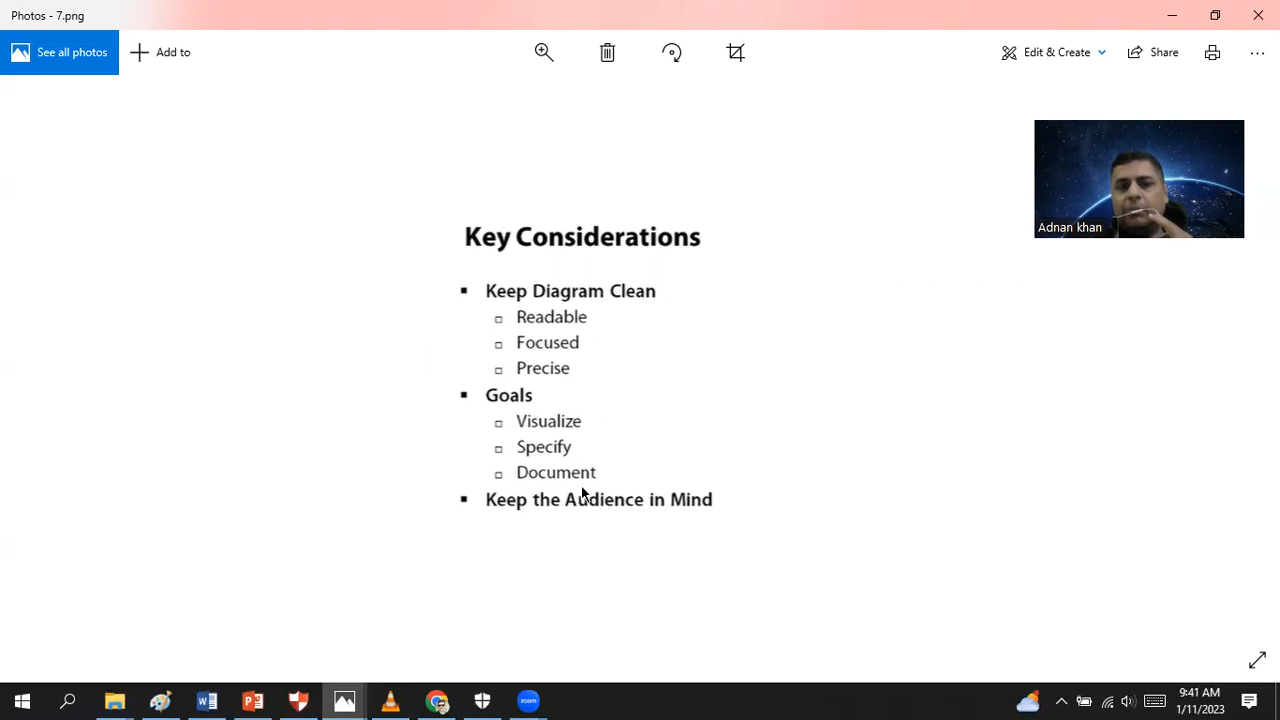 Photos - 7.png
See all photos
Add to
Edit & Create
Share
Adnan khan
Key Considerations
Keep Diagram Clean
Readable
Focused
Precise
Goals
Visualize
Specify
Document
Keep the Audience in Mind
zoom
9:41 AM
1/11/2023